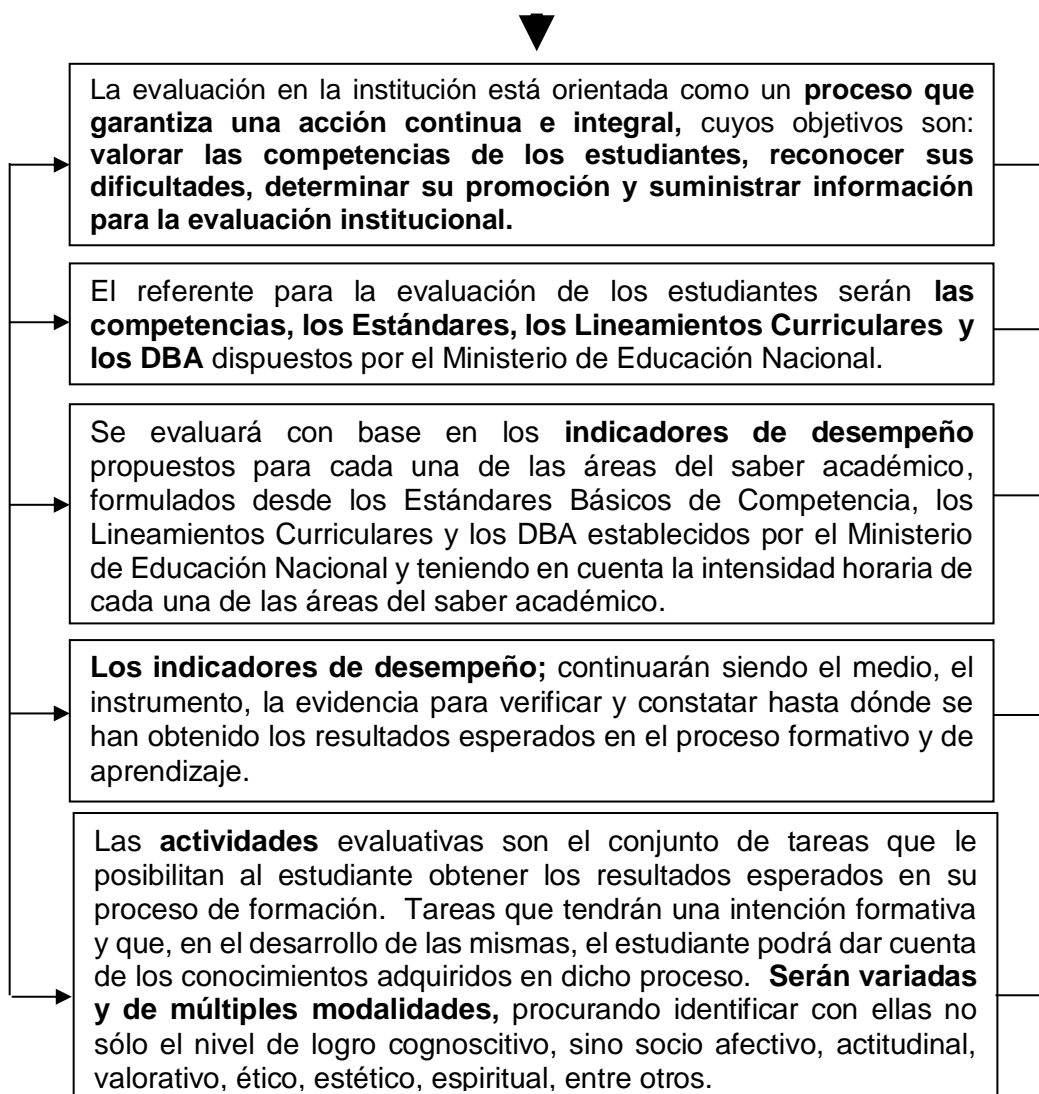 La evaluación en la institución está orientada como un proceso que
garantiza una acción continua e integral, cuyos objetivos son:
valorar las competencias de los estudiantes, reconocer sus
dificultades, determinar su promoción y suministrar información
para la evaluación institucional.
El referente para la evaluación de los estudiantes serán las
competencias, los Estándares, los Lineamientos Curriculares y
los DBA dispuestos por el Ministerio de Educación Nacional.
Se evaluará con base en los indicadores de desempeño
propuestos para cada una de las áreas del saber académico,
formulados desde los Estándares Básicos de Competencia, los
Lineamientos Curriculares y los DBA establecidos por el Ministerio
de Educación Nacional y teniendo en cuenta la intensidad horaria de
cada una de las áreas del saber académico.
Los indicadores de desempeño; continuarán siendo el medio, el
instrumento, la evidencia para verificar y constatar hasta dónde se
han obtenido los resultados esperados en el proceso formativo y de
aprendizaje.
Las actividades evaluativas son el conjunto de tareas que le
posibilitan al estudiante obtener los resultados esperados en su
proceso de formación. Tareas que tendrán una intención formativa
y que, en el desarrollo de las mismas, el estudiante podrá dar cuenta
de los conocimientos adquiridos en dicho proceso. Serán variadas
y de múltiples modalidades, procurando identificar con ellas no
sólo el nivel de logro cognoscitivo, sino socio afectivo, actitudinal,
valorativo, ético, estético, espiritual, entre otros.